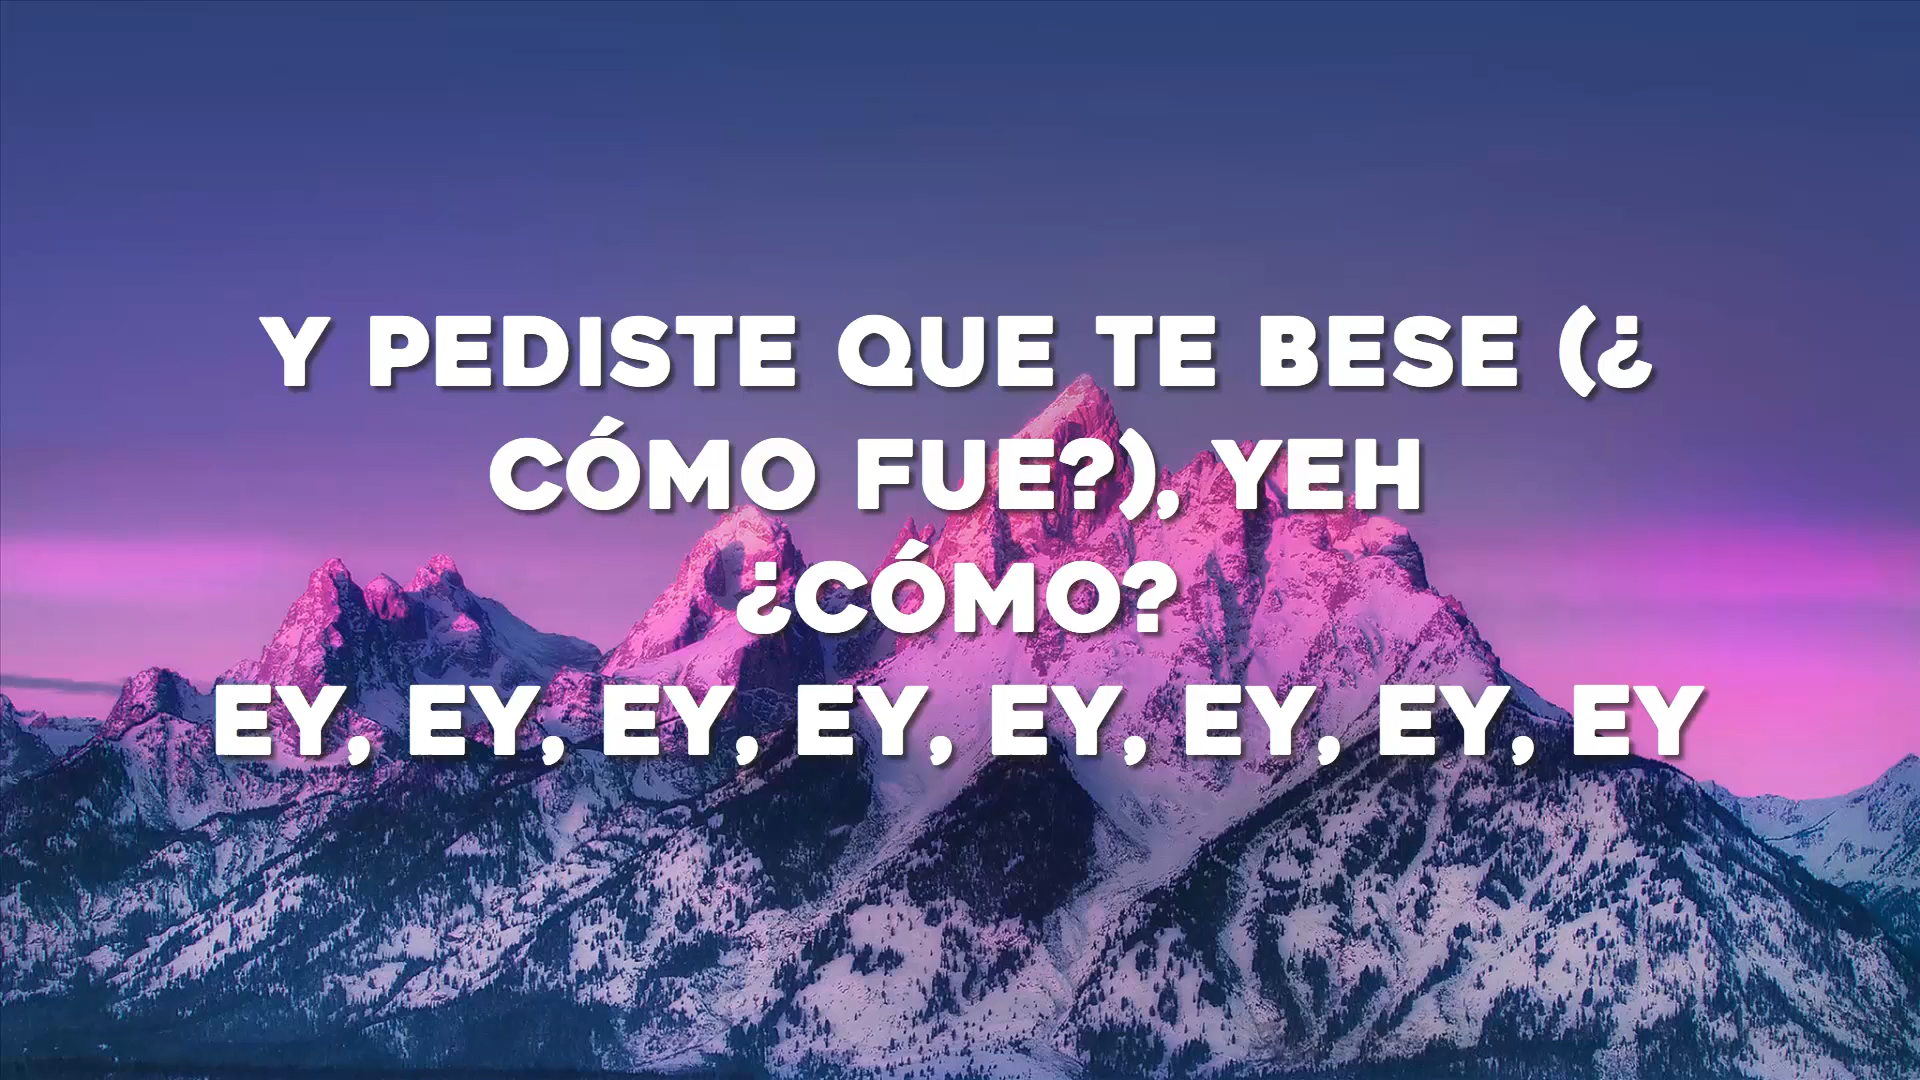 Y PEDISTE QUE TE BESE (¿
CÓMO FUE?), YEH
¿CÓMO?
EY, EY, EY, EY, EY, EY, EY, EY